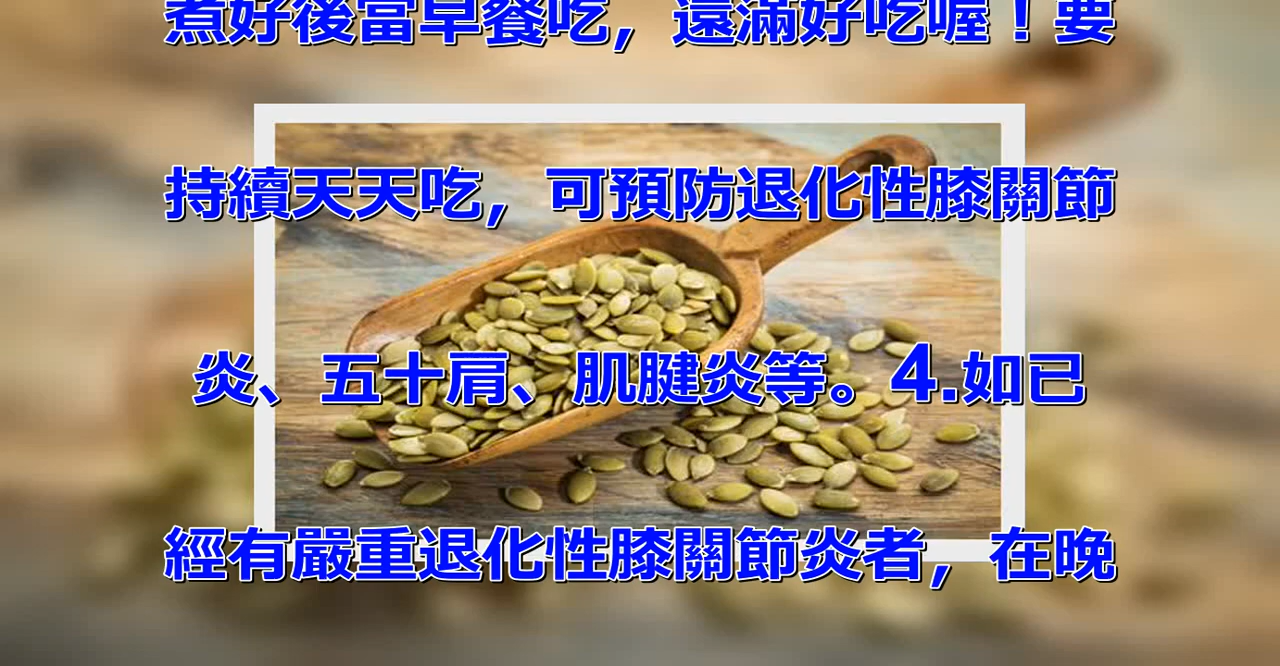 煮好後當早餐吃，還滿好吃喔！要
持續天天吃，可預防退化性膝關節
炎、五十肩、肌腱炎等。4.如已
經有嚴重退化性膝關節炎者，在晚